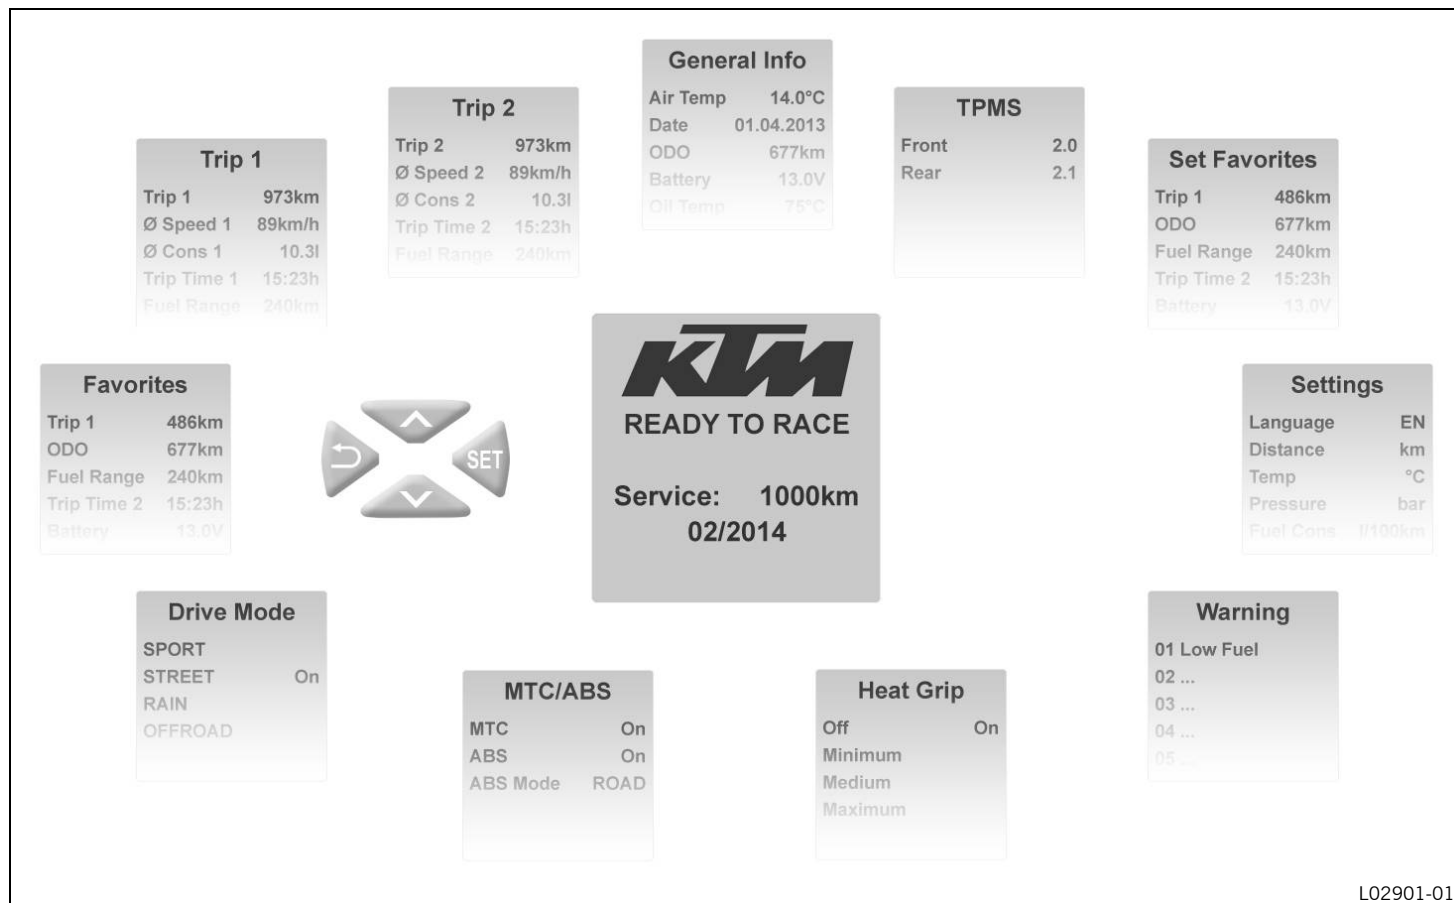 General Info
Air Temp 14.0°C
Date 01.04.2013
ODO 677km
Battery 13.0V
Oil Temp 75°C
Trip 2
Trip 2 973km
Ø Speed 2 89km/h
Ø Cons 2 10.3l
Trip Time 2 15:23h
Fuel Range 240km
TPMS
Front 2.0
Rear 2.1
Trip 1
Trip 1 973km
Ø Speed 1 89km/h
Ø Cons 1 10.3l
Trip Time 1 15:23h
Fuel Range 240km
Set Favorites
Trip 1 486km
ODO 677km
Fuel Range 240km
Trip Time 2 15:23h
Battery 13.0V
Favorites
Trip 1 486km
ODO 677km
Fuel Range 240km
Trip Time 2 15:23h
Battery 13.0V
SET
KTM
READY TO RACE
Service: 1000km
02/2014
Settings
Language EN
Distance km
Temp °C
Pressure bar
Fuel Cons l/100km
Drive Mode
SPORT
STREET On
RAIN
OFFROAD
MTC/ABS
MTC On
ABS On
ABS Mode ROAD
Heat Grip
Off On
Minimum
Medium
Maximum
Warning
01 Low Fuel
02 ...
03 ...
04 ...
05 ...
L02901-01